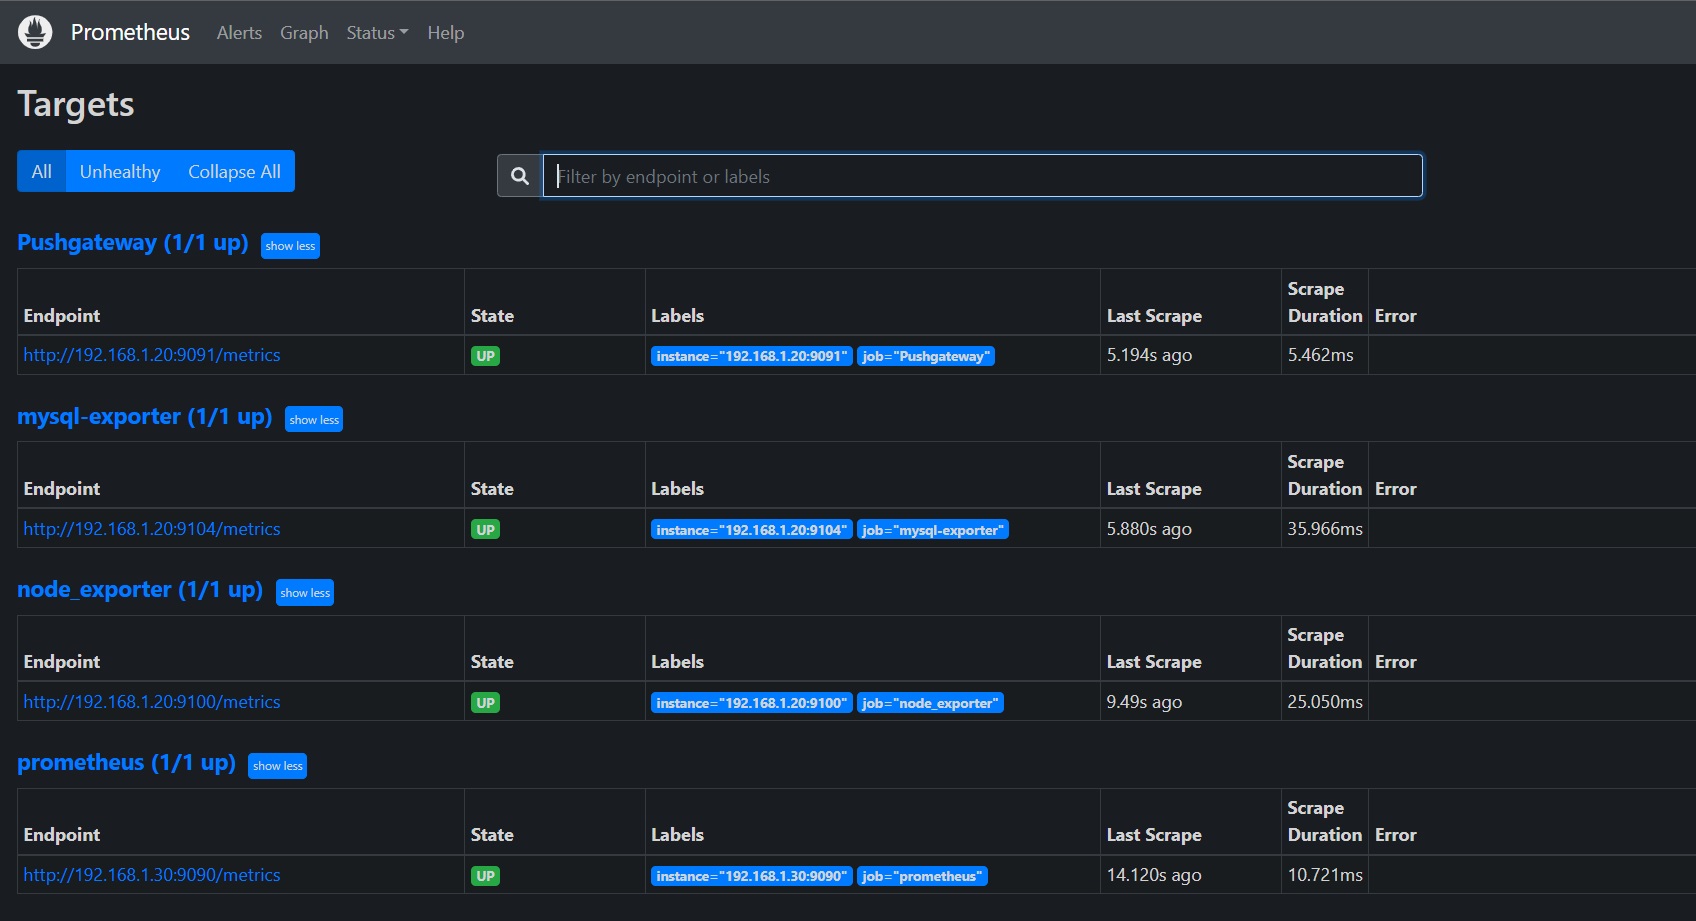 Prometheus Alerts Graph Status Help
Targets
All Unhealthy Collapse All
Filter by endpoint or labels
Pushgateway (1/1 up) show less
Endpoint State Labels Last Scrape Scrape Duration Error
http://192.168.1.20:9091/metrics UP instance="192.168.1.20:9091" job="Pushgateway" 5.194s ago 5.462ms
mysql-exporter (1/1 up) show less
Endpoint State Labels Last Scrape Scrape Duration Error
http://192.168.1.20:9104/metrics UP instance="192.168.1.20:9104" job="mysql-exporter" 5.880s ago 35.966ms
node_exporter (1/1 up) show less
Endpoint State Labels Last Scrape Scrape Duration Error
http://192.168.1.20:9100/metrics UP instance="192.168.1.20:9100" job="node_exporter" 9.49s ago 25.050ms
prometheus (1/1 up) show less
Endpoint State Labels Last Scrape Scrape Duration Error
http://192.168.1.30:9090/metrics UP instance="192.168.1.30:9090" job="prometheus" 14.120s ago 10.721ms